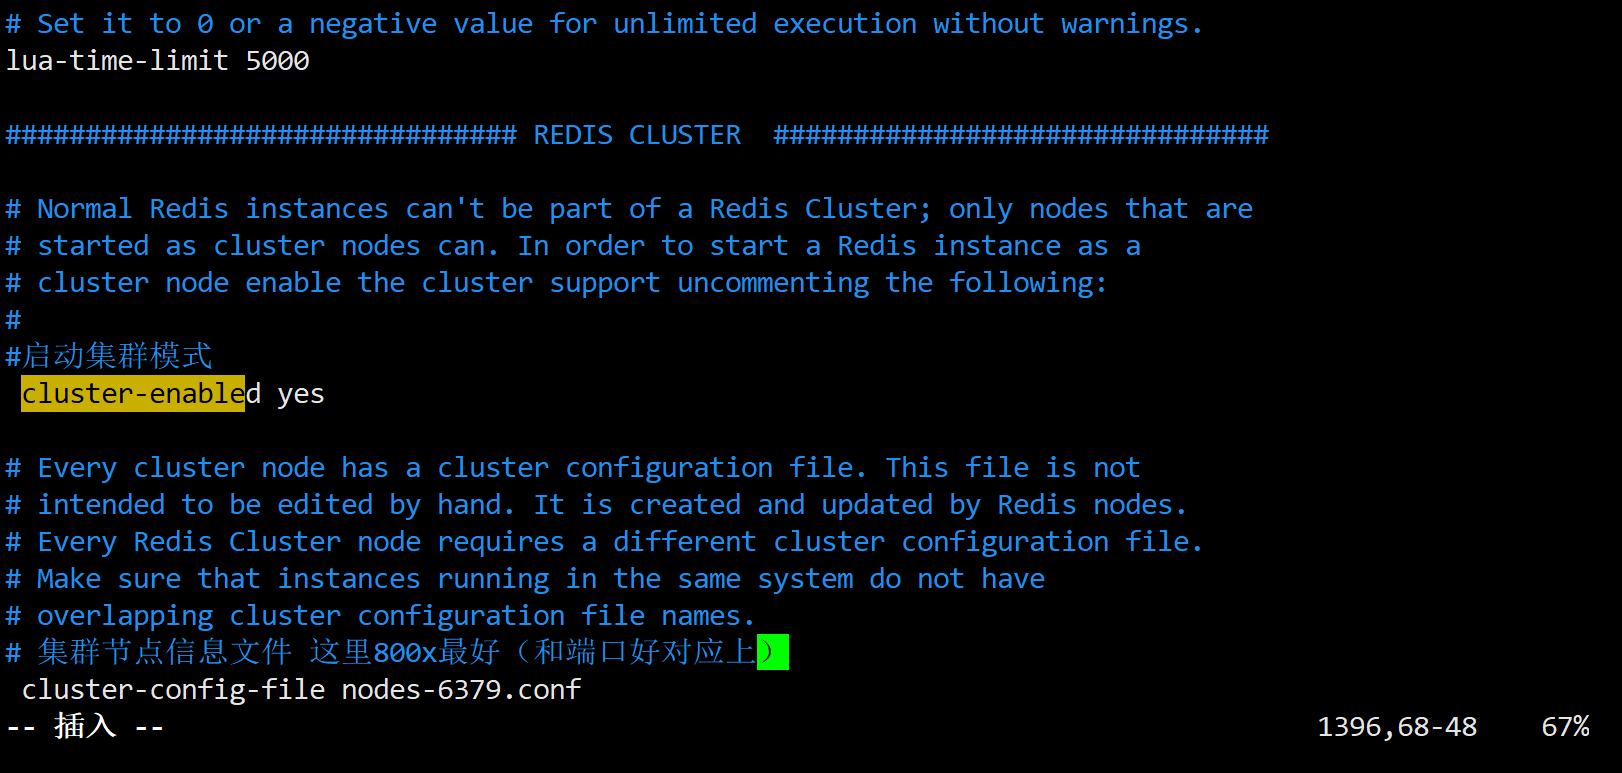 # Set it to 0 or a negative value for unlimited execution without warnings.
lua-time-limit 5000
################################ REDIS CLUSTER  ###############################
# Normal Redis instances can't be part of a Redis Cluster; only nodes that are
# started as cluster nodes can. In order to start a Redis instance as a
# cluster node enable the cluster support uncommenting the following:
#
#启动集群模式
 cluster-enabled yes
# Every cluster node has a cluster configuration file. This file is not
# intended to be edited by hand. It is created and updated by Redis nodes.
# Every Redis Cluster node requires a different cluster configuration file.
# Make sure that instances running in the same system do not have
# overlapping cluster configuration file names.
# 集群节点信息文件 这里800x最好（和端口好对应上）
 cluster-config-file nodes-6379.conf
-- 插入 -- 1396,68-48 67%